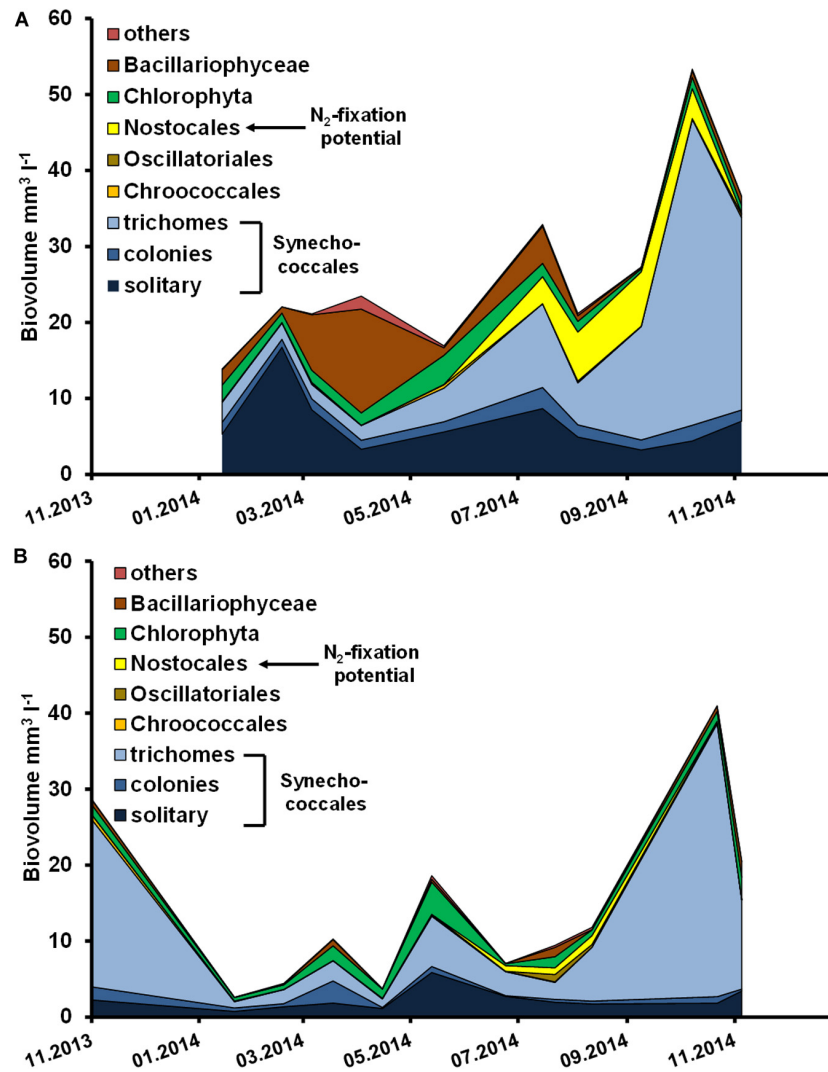 A
60
50
40
30
20
10
0
Biovolume mm³ l⁻¹
others
Bacillariophyceae
Chlorophyta
Nostocales
N₂-fixation
potential
Oscillatoriales
Chroococcales
trichomes
colonies
solitary
Synecho-
coccales
11.2013 01.2014 03.2014 05.2014 07.2014 09.2014 11.2014
B
60
50
40
30
20
10
0
Biovolume mm³ l⁻¹
others
Bacillariophyceae
Chlorophyta
Nostocales
N₂-fixation
potential
Oscillatoriales
Chroococcales
trichomes
colonies
solitary
Synecho-
coccales
11.2013 01.2014 03.2014 05.2014 07.2014 09.2014 11.2014